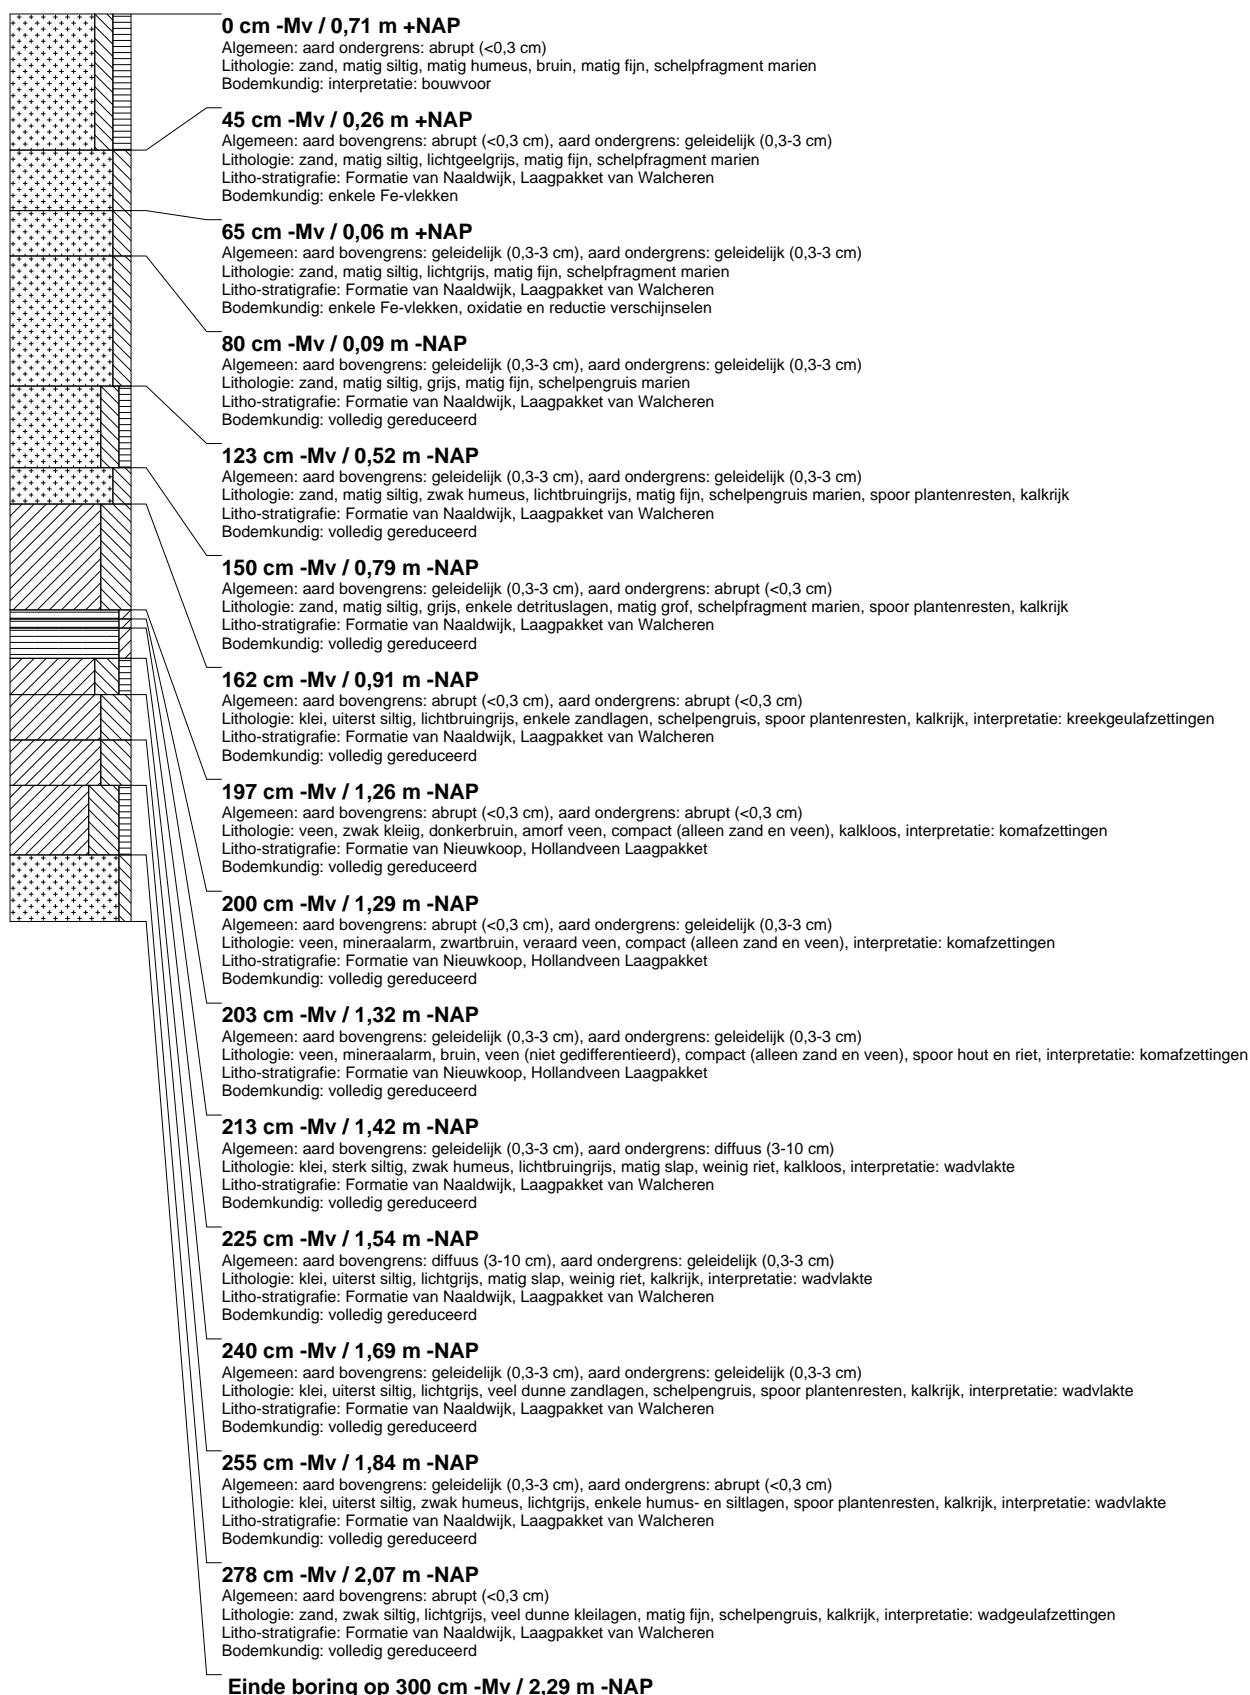 0 cm -Mv / 0,71 m +NAP
Algemeen: aard ondergrens: abrupt (<0,3 cm)
Lithologie: zand, matig siltig, matig humeus, bruin, matig fijn, schelpfragment marien
Bodemkundig: interpretatie: bouwvoor
45 cm -Mv / 0,26 m +NAP
Algemeen: aard bovengrens: abrupt (<0,3 cm), aard ondergrens: geleidelijk (0,3-3 cm)
Lithologie: zand, matig siltig, lichtgeelgrijs, matig fijn, schelpfragment marien
Litho-stratigrafie: Formatie van Naaldwijk, Laagpakket van Walcheren
Bodemkundig: enkele Fe-vlekken
65 cm -Mv / 0,06 m +NAP
Algemeen: aard bovengrens: geleidelijk (0,3-3 cm), aard ondergrens: geleidelijk (0,3-3 cm)
Lithologie: zand, matig siltig, lichtgrijs, matig fijn, schelpfragment marien
Litho-stratigrafie: Formatie van Naaldwijk, Laagpakket van Walcheren
Bodemkundig: enkele Fe-vlekken, oxidatie en reductie verschijnselen
80 cm -Mv / 0,09 m -NAP
Algemeen: aard bovengrens: geleidelijk (0,3-3 cm), aard ondergrens: geleidelijk (0,3-3 cm)
Lithologie: zand, matig siltig, grijs, matig fijn, schelpengruis marien
Litho-stratigrafie: Formatie van Naaldwijk, Laagpakket van Walcheren
Bodemkundig: volledig gereduceerd
123 cm -Mv / 0,52 m -NAP
Algemeen: aard bovengrens: geleidelijk (0,3-3 cm), aard ondergrens: geleidelijk (0,3-3 cm)
Lithologie: zand, matig siltig, zwak humeus, lichtbruingrijs, matig fijn, schelpengruis marien, spoor plantenresten, kalkrijk
Litho-stratigrafie: Formatie van Naaldwijk, Laagpakket van Walcheren
Bodemkundig: volledig gereduceerd
150 cm -Mv / 0,79 m -NAP
Algemeen: aard bovengrens: geleidelijk (0,3-3 cm), aard ondergrens: abrupt (<0,3 cm)
Lithologie: zand, matig siltig, grijs, enkele detrituslagen, matig grof, schelpfragment marien, spoor plantenresten, kalkrijk
Litho-stratigrafie: Formatie van Naaldwijk, Laagpakket van Walcheren
Bodemkundig: volledig gereduceerd
162 cm -Mv / 0,91 m -NAP
Algemeen: aard bovengrens: abrupt (<0,3 cm), aard ondergrens: abrupt (<0,3 cm)
Lithologie: klei, uiterst siltig, lichtbruingrijs, enkele zandlagen, schelpengruis, spoor plantenresten, kalkrijk, interpretatie: kreekgeulafzettingen
Litho-stratigrafie: Formatie van Naaldwijk, Laagpakket van Walcheren
Bodemkundig: volledig gereduceerd
197 cm -Mv / 1,26 m -NAP
Algemeen: aard bovengrens: abrupt (<0,3 cm), aard ondergrens: abrupt (<0,3 cm)
Lithologie: veen, zwak kleiig, donkerbruin, amorf veen, compact (alleen zand en veen), kalkloos, interpretatie: komafzettingen
Litho-stratigrafie: Formatie van Nieuwkoop, Hollandveen Laagpakket
Bodemkundig: volledig gereduceerd
200 cm -Mv / 1,29 m -NAP
Algemeen: aard bovengrens: abrupt (<0,3 cm), aard ondergrens: geleidelijk (0,3-3 cm)
Lithologie: veen, mineraalarm, zwartbruin, veraard veen, compact (alleen zand en veen), interpretatie: komafzettingen
Litho-stratigrafie: Formatie van Nieuwkoop, Hollandveen Laagpakket
Bodemkundig: volledig gereduceerd
203 cm -Mv / 1,32 m -NAP
Algemeen: aard bovengrens: geleidelijk (0,3-3 cm), aard ondergrens: geleidelijk (0,3-3 cm)
Lithologie: veen, mineraalarm, bruin, veen (niet gedifferentieerd), compact (alleen zand en veen), spoor hout en riet, interpretatie: komafzettingen
Litho-stratigrafie: Formatie van Nieuwkoop, Hollandveen Laagpakket
Bodemkundig: volledig gereduceerd
213 cm -Mv / 1,42 m -NAP
Algemeen: aard bovengrens: geleidelijk (0,3-3 cm), aard ondergrens: diffuus (3-10 cm)
Lithologie: klei, sterk siltig, zwak humeus, lichtbruingrijs, matig slap, weinig riet, kalkloos, interpretatie: wadvlakte
Litho-stratigrafie: Formatie van Naaldwijk, Laagpakket van Walcheren
Bodemkundig: volledig gereduceerd
225 cm -Mv / 1,54 m -NAP
Algemeen: aard bovengrens: diffuus (3-10 cm), aard ondergrens: geleidelijk (0,3-3 cm)
Lithologie: klei, uiterst siltig, lichtgrijs, matig slap, weinig riet, kalkrijk, interpretatie: wadvlakte
Litho-stratigrafie: Formatie van Naaldwijk, Laagpakket van Walcheren
Bodemkundig: volledig gereduceerd
240 cm -Mv / 1,69 m -NAP
Algemeen: aard bovengrens: geleidelijk (0,3-3 cm), aard ondergrens: geleidelijk (0,3-3 cm)
Lithologie: klei, uiterst siltig, lichtgrijs, veel dunne zandlagen, schelpengruis, spoor plantenresten, kalkrijk, interpretatie: wadvlakte
Litho-stratigrafie: Formatie van Naaldwijk, Laagpakket van Walcheren
Bodemkundig: volledig gereduceerd
255 cm -Mv / 1,84 m -NAP
Algemeen: aard bovengrens: geleidelijk (0,3-3 cm), aard ondergrens: abrupt (<0,3 cm)
Lithologie: klei, uiterst siltig, zwak humeus, lichtgrijs, enkele humus- en siltlagen, spoor plantenresten, kalkrijk, interpretatie: wadvlakte
Litho-stratigrafie: Formatie van Naaldwijk, Laagpakket van Walcheren
Bodemkundig: volledig gereduceerd
278 cm -Mv / 2,07 m -NAP
Algemeen: aard bovengrens: abrupt (<0,3 cm)
Lithologie: zand, zwak siltig, lichtgrijs, veel dunne kleilagen, matig fijn, schelpengruis, kalkrijk, interpretatie: wadgeulafzettingen
Litho-stratigrafie: Formatie van Naaldwijk, Laagpakket van Walcheren
Bodemkundig: volledig gereduceerd
Einde boring op 300 cm -Mv / 2,29 m -NAP